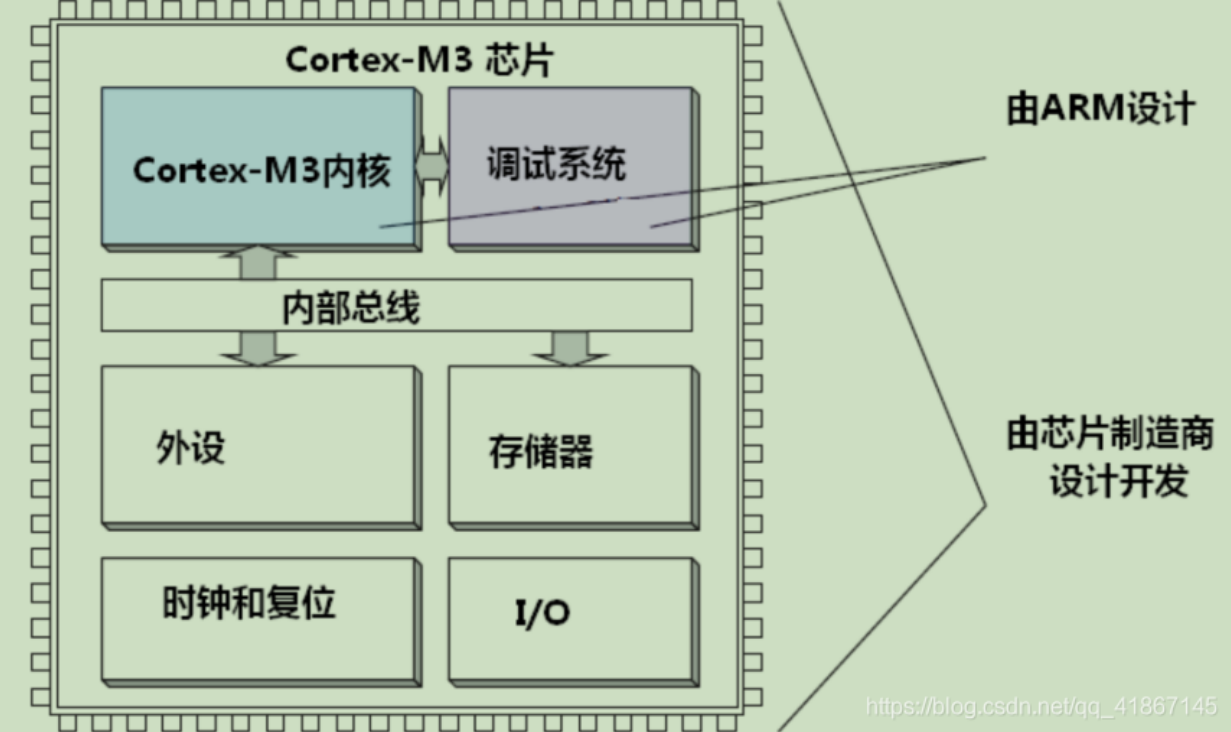 Cortex-M3 芯片
由ARM设计
Cortex-M3内核
调试系统
内部总线
外设
存储器
由芯片制造商
设计开发
时钟和复位
I/O
https://blog.csdn.net/qq_41867145